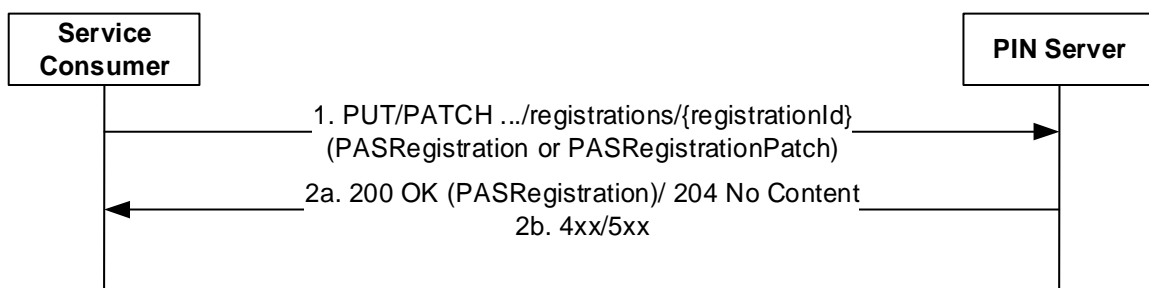 Service
Consumer
PIN Server
1. PUT/PATCH .../registrations/{registrationId}
(PASRegistration or PASRegistrationPatch)
2a. 200 OK (PASRegistration)/ 204 No Content
2b. 4xx/5xx